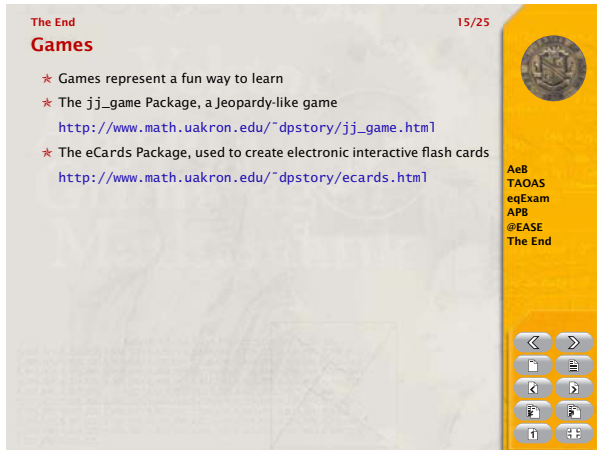 The End 15/25
Games
★ Games represent a fun way to learn
★ The jj_game Package, a Jeopardy-like game
http://www.math.uakron.edu/~dpstory/jj_game.html
★ The eCards Package, used to create electronic interactive flash cards
http://www.math.uakron.edu/~dpstory/ecards.html
AeB
TAOAS
eqExam
APB
@EASE
The End